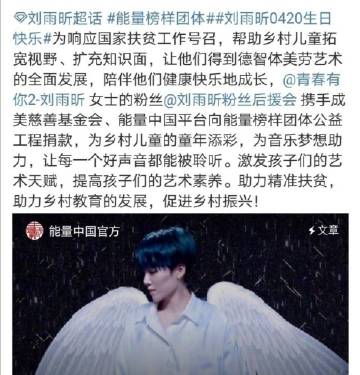 刘雨昕超话 #能量榜样团体##刘雨昕0420生日
快乐#为响应国家扶贫工作号召，帮助乡村儿童拓
宽视野、扩充知识面，让他们得到德智体美劳艺术
的全面发展，陪伴他们健康快乐地成长，@青春有
你2-刘雨昕 女士的粉丝@刘雨昕粉丝后援会 携手成
美慈善基金会、能量中国平台向能量榜样团体公益
工程捐款，为乡村儿童的童年添彩，为音乐梦想助
力，让每一个好声音都能被聆听。激发孩子们的艺
术天赋，提高孩子们的艺术素养。助力精准扶贫，
助力乡村教育的发展，促进乡村振兴！
能量中国官方
文章